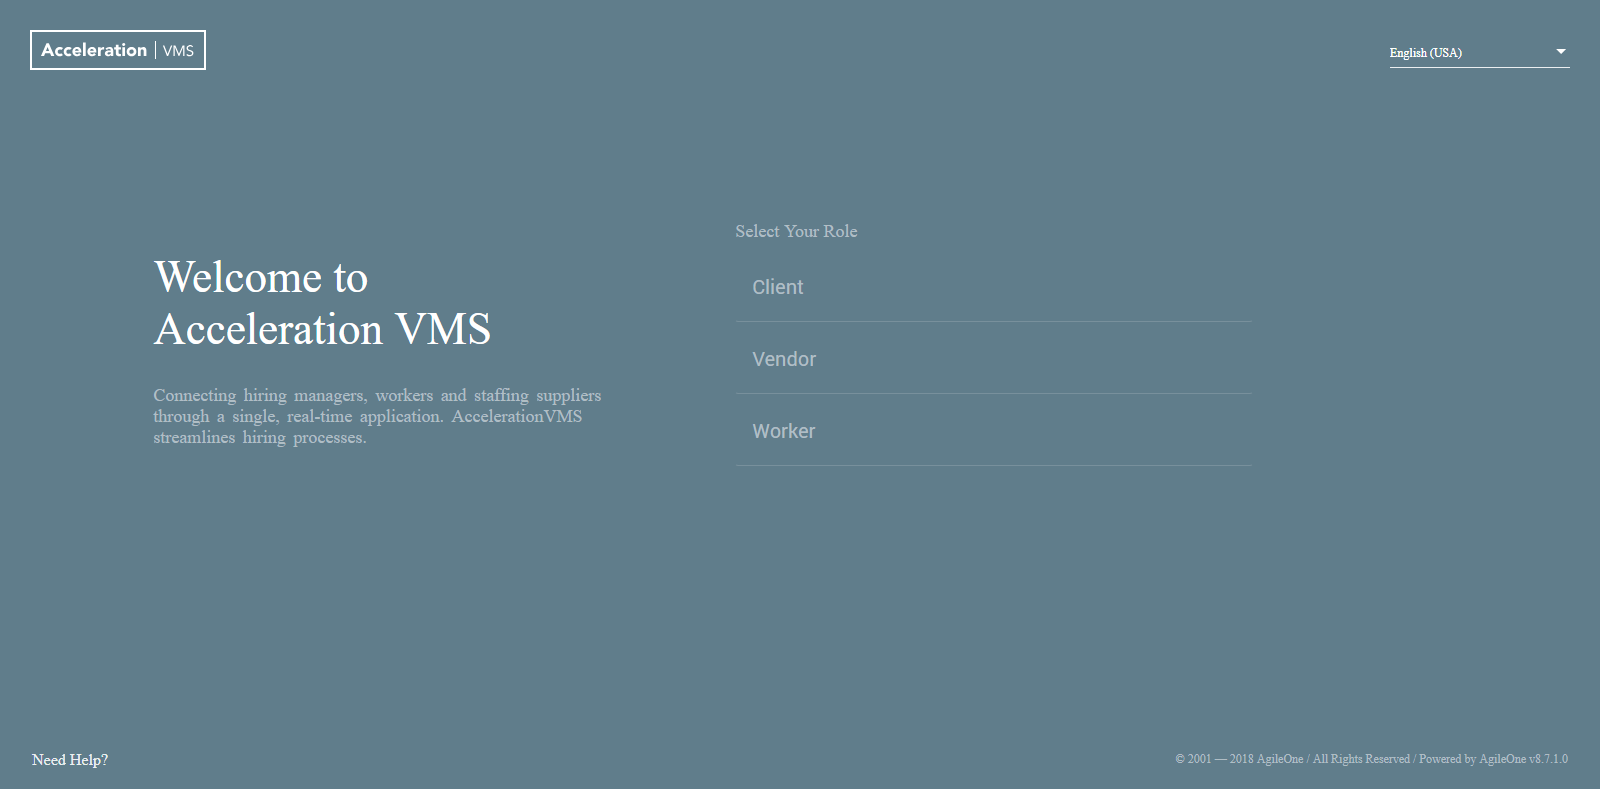 Acceleration | VMS
English (USA)
Welcome to
Acceleration VMS
Connecting hiring managers, workers and staffing suppliers
through a single, real-time application. AccelerationVMS
streamlines hiring processes.
Select Your Role
Client
Vendor
Worker
Need Help?
© 2001 — 2018 AgileOne / All Rights Reserved / Powered by AgileOne v8.7.1.0